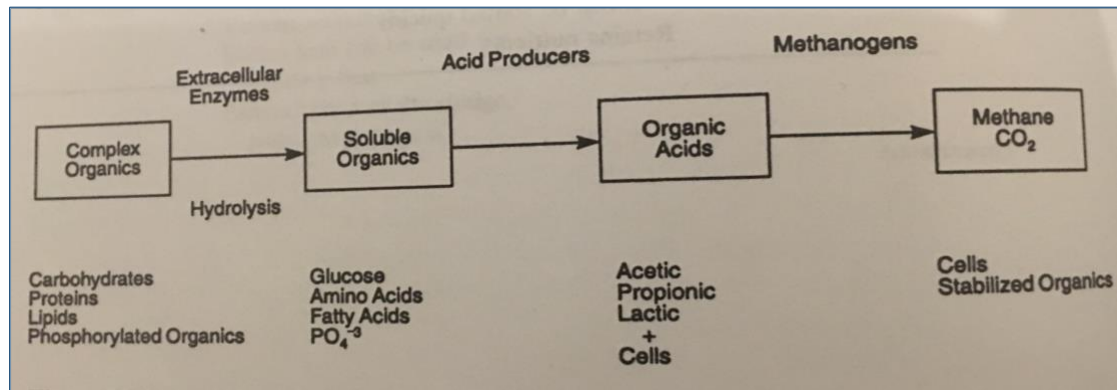 Extracellular
Enzymes
Acid Producers
Methanogens
Complex
Organics
Soluble
Organics
Organic
Acids
Methane
CO₂
Hydrolysis
Carbohydrates
Proteins
Lipids
Phosphorylated Organics
Glucose
Amino Acids
Fatty Acids
PO₄⁻³
Acetic
Propionic
Lactic
+
Cells
Cells
Stabilized Organics